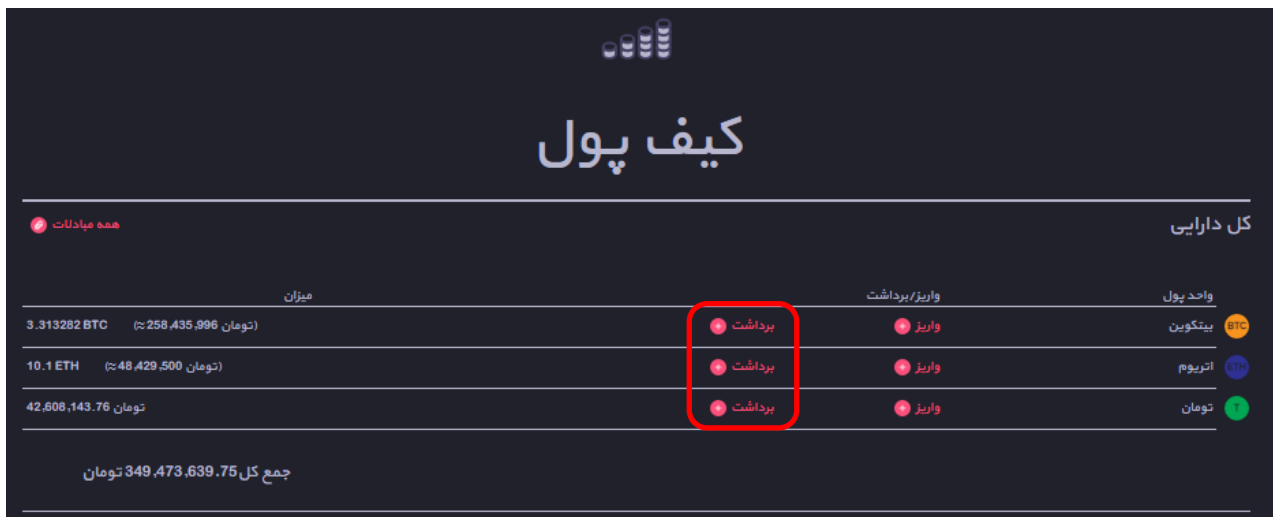 کیف پول
کل دارایی همه مبادلات
واحد پول واریز/برداشت میزان
BTC بیتکوین واریز برداشت 3.313282 BTC (≈258,435,996 تومان)
ETH اتریوم واریز برداشت 10.1 ETH (≈48,429,500 تومان)
T تومان واریز برداشت 42,608,143.76 تومان
جمع کل 349,473,639.75 تومان